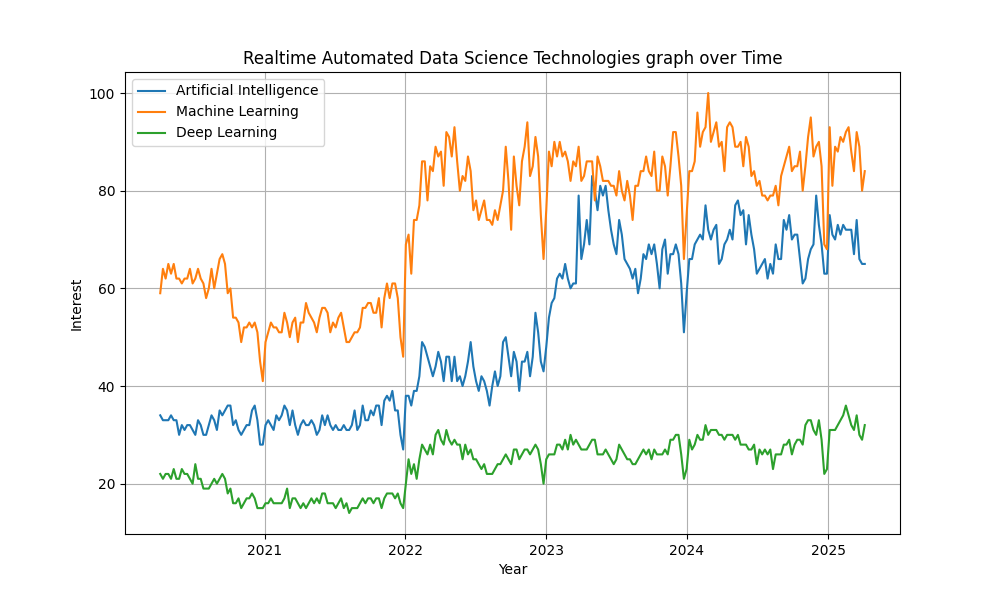 Realtime Automated Data Science Technologies graph over Time
Artificial Intelligence
Machine Learning
Deep Learning
100
80
60
40
20
Interest
2021 2022 2023 2024 2025
Year